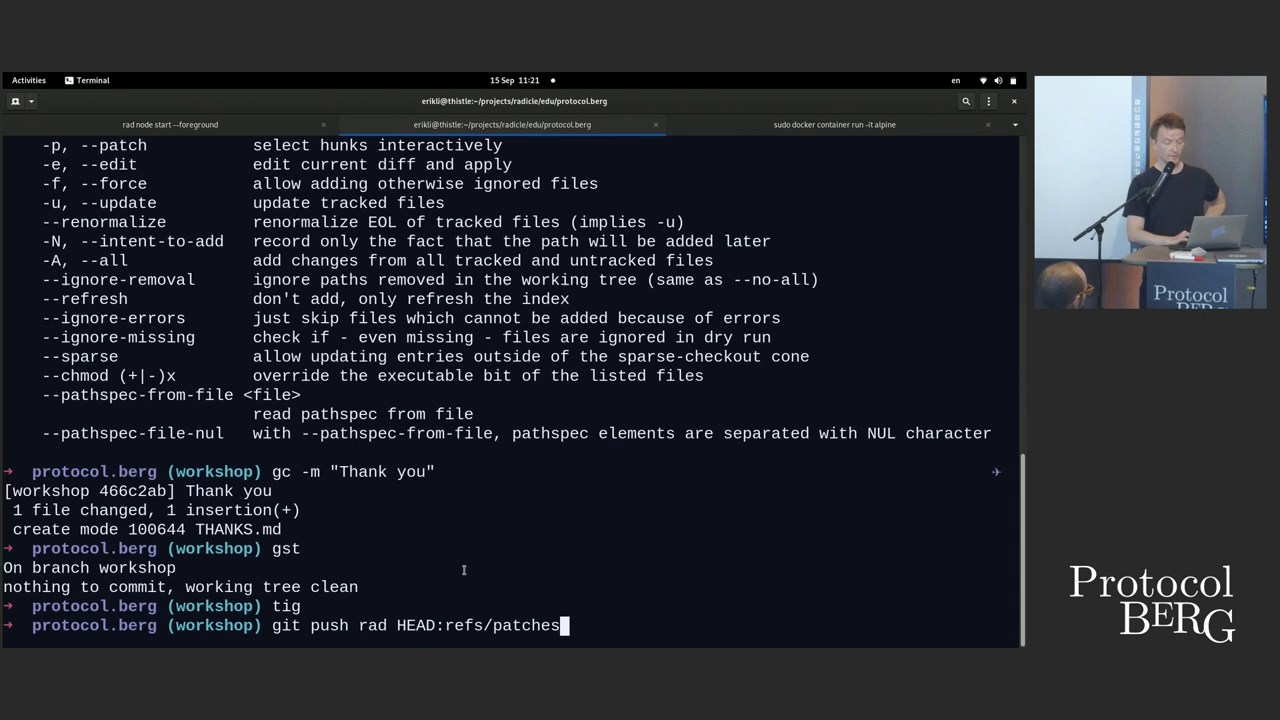 Activities
Terminal
15 Sep 11:21
en
erikli@thistle:~/projects/radicle/edu/protocol.berg
rad node start --foreground
erikli@thistle:~/projects/radicle/edu/protocol.berg
sudo docker container run -it alpine
-p, --patch select hunks interactively
-e, --edit edit current diff and apply
-f, --force allow adding otherwise ignored files
-u, --update update tracked files
--renormalize renormalize EOL of tracked files (implies -u)
-N, --intent-to-add record only the fact that the path will be added later
-A, --all add changes from all tracked and untracked files
--ignore-removal ignore paths removed in the working tree (same as --no-all)
--refresh don't add, only refresh the index
--ignore-errors just skip files which cannot be added because of errors
--ignore-missing check if - even missing - files are ignored in dry run
--sparse allow updating entries outside of the sparse-checkout cone
--chmod (+|-)x override the executable bit of the listed files
--pathspec-from-file <file>
read pathspec from file
--pathspec-file-nul with --pathspec-from-file, pathspec elements are separated with NUL character
➜ protocol.berg (workshop) gc -m "Thank you" ✈
[workshop 466c2ab] Thank you
1 file changed, 1 insertion(+)
create mode 100644 THANKS.md
➜ protocol.berg (workshop) gst
On branch workshop
nothing to commit, working tree clean
➜ protocol.berg (workshop) tig
➜ protocol.berg (workshop) git push rad HEAD:refs/patches
Protocol
BERG
Protocol
BERG